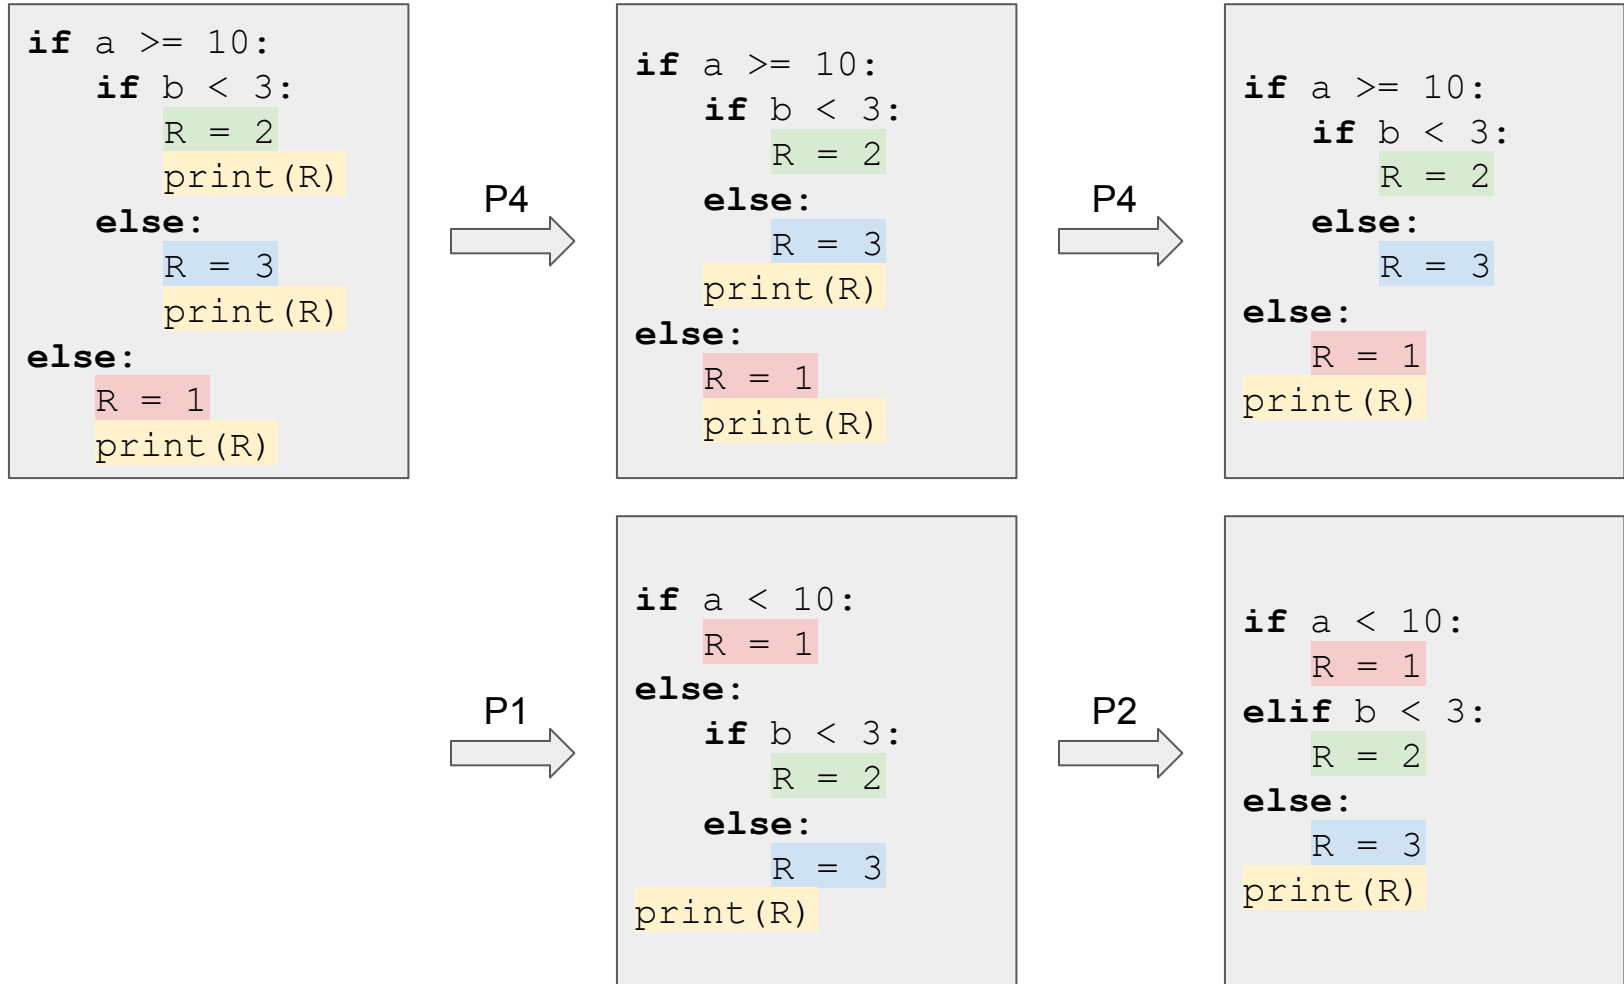 if a >= 10:
    if b < 3:
        R = 2
        print(R)
    else:
        R = 3
        print(R)
else:
    R = 1
    print(R)
P4
if a >= 10:
    if b < 3:
        R = 2
    else:
        R = 3
    print(R)
else:
    R = 1
    print(R)
P4
if a >= 10:
    if b < 3:
        R = 2
    else:
        R = 3
else:
    R = 1
print(R)
P1
if a < 10:
    R = 1
else:
    if b < 3:
        R = 2
    else:
        R = 3
print(R)
P2
if a < 10:
    R = 1
elif b < 3:
    R = 2
else:
    R = 3
print(R)